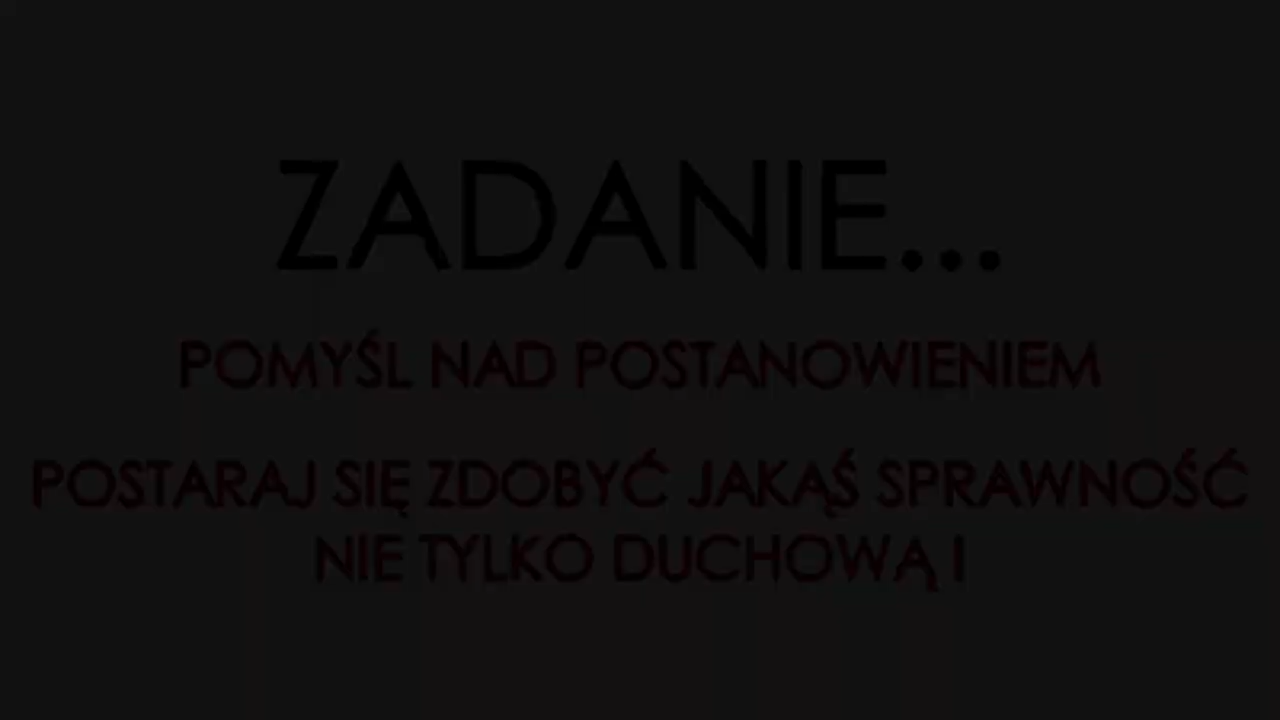 ZADANIE...
POMYŚL NAD POSTANOWIENIEM
POSTARAJ SIĘ ZDOBYĆ JAKĄŚ SPRAWNOŚĆ
NIE TYLKO DUCHOWĄ I